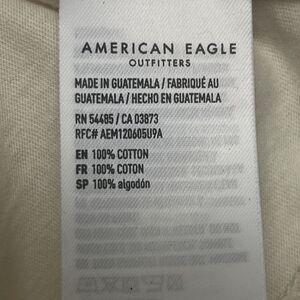 AMERICAN EAGLE
OUTFITTERS
MADE IN GUATEMALA / FABRIQUÉ AU
GUATEMALA / HECHO EN GUATEMALA
RN 54485 / CA 03873
RFC# AEM120605U9A
EN 100% COTTON
FR 100% COTON
SP 100% algodón